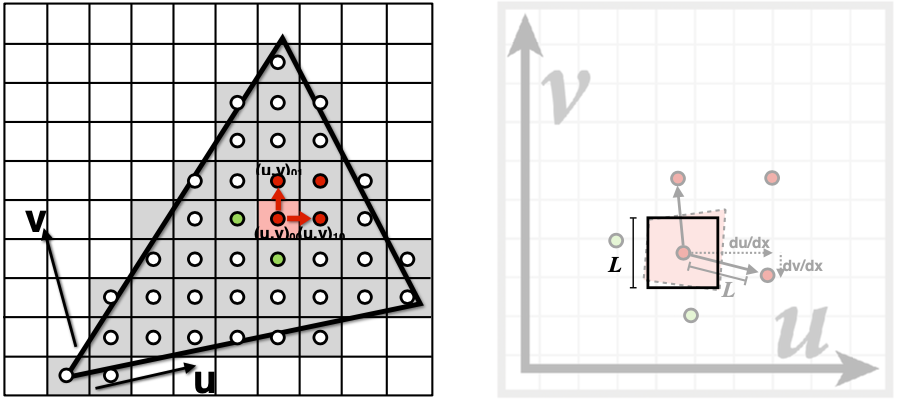 (u,v)₀₁
(u,v)₀₀(u,v)₁₀
v
u
v
du/dx
dv/dx
L
L
u